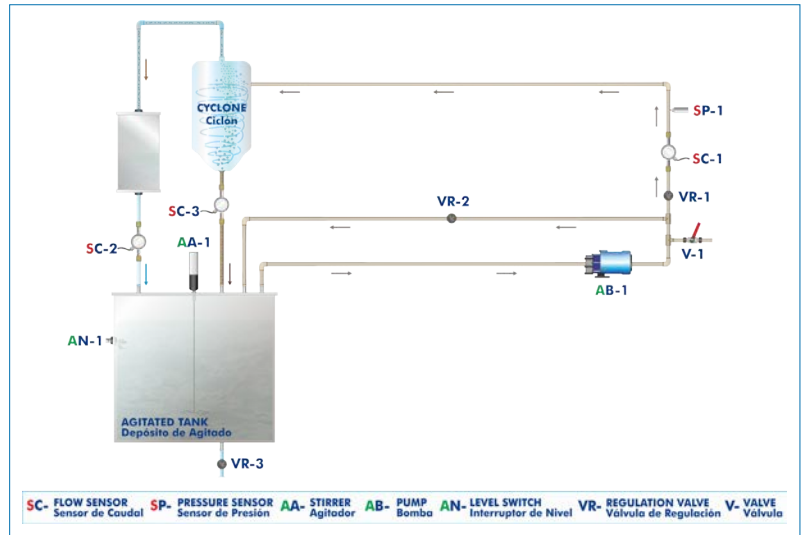 CYCLONE
Ciclón
SP-1
SC-1
VR-1
VR-2
SC-3
SC-2
AA-1
V-1
AB-1
AN-1
AGITATED TANK
Depósito de Agitado
VR-3
SC- FLOW SENSOR
Sensor de Caudal
SP- PRESSURE SENSOR
Sensor de Presión
AA- STIRRER
Agitador
AB- PUMP
Bomba
AN- LEVEL SWITCH
Interruptor de Nivel
VR- REGULATION VALVE
Válvula de Regulación
V- VALVE
Válvula